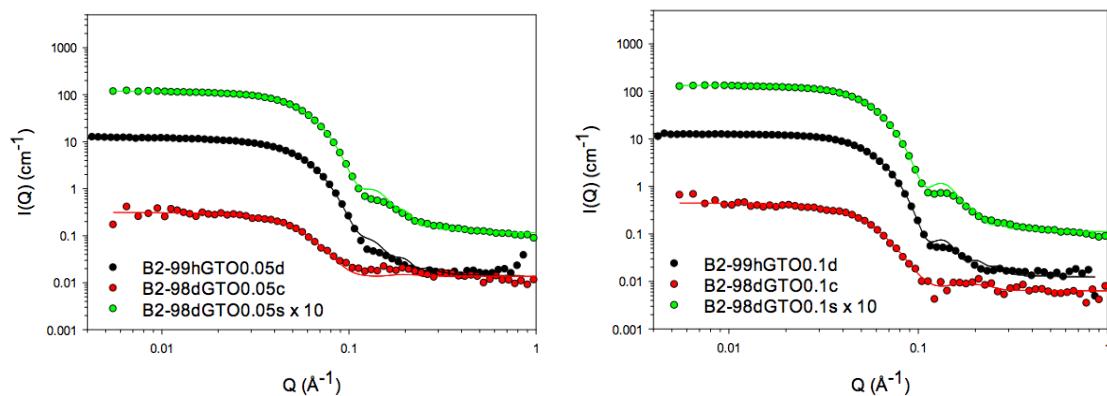 1000
100
10
1
0.1
0.01
0.001
I(Q) (cm⁻¹)
B2-99hGTO0.05d
B2-98dGTO0.05c
B2-98dGTO0.05s x 10
0.01
0.1
1
Q (Å⁻¹)
1000
100
10
1
0.1
0.01
0.001
I(Q) (cm⁻¹)
B2-99hGTO0.1d
B2-98dGTO0.1c
B2-98dGTO0.1s x 10
0.01
0.1
1
Q (Å⁻¹)